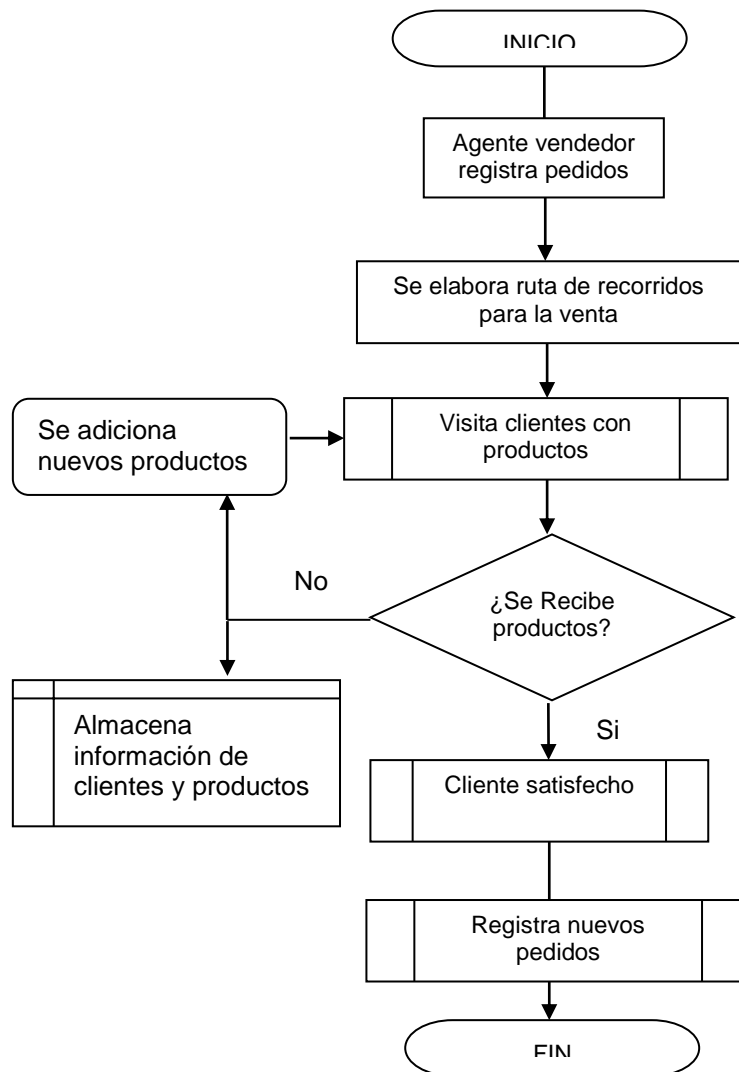 INICIO
Agente vendedor
registra pedidos
Se elabora ruta de recorridos
para la venta
Se adiciona
nuevos productos
Visita clientes con
productos
No
¿Se Recibe
productos?
Almacena
información de
clientes y productos
Si
Cliente satisfecho
Registra nuevos
pedidos
FIN